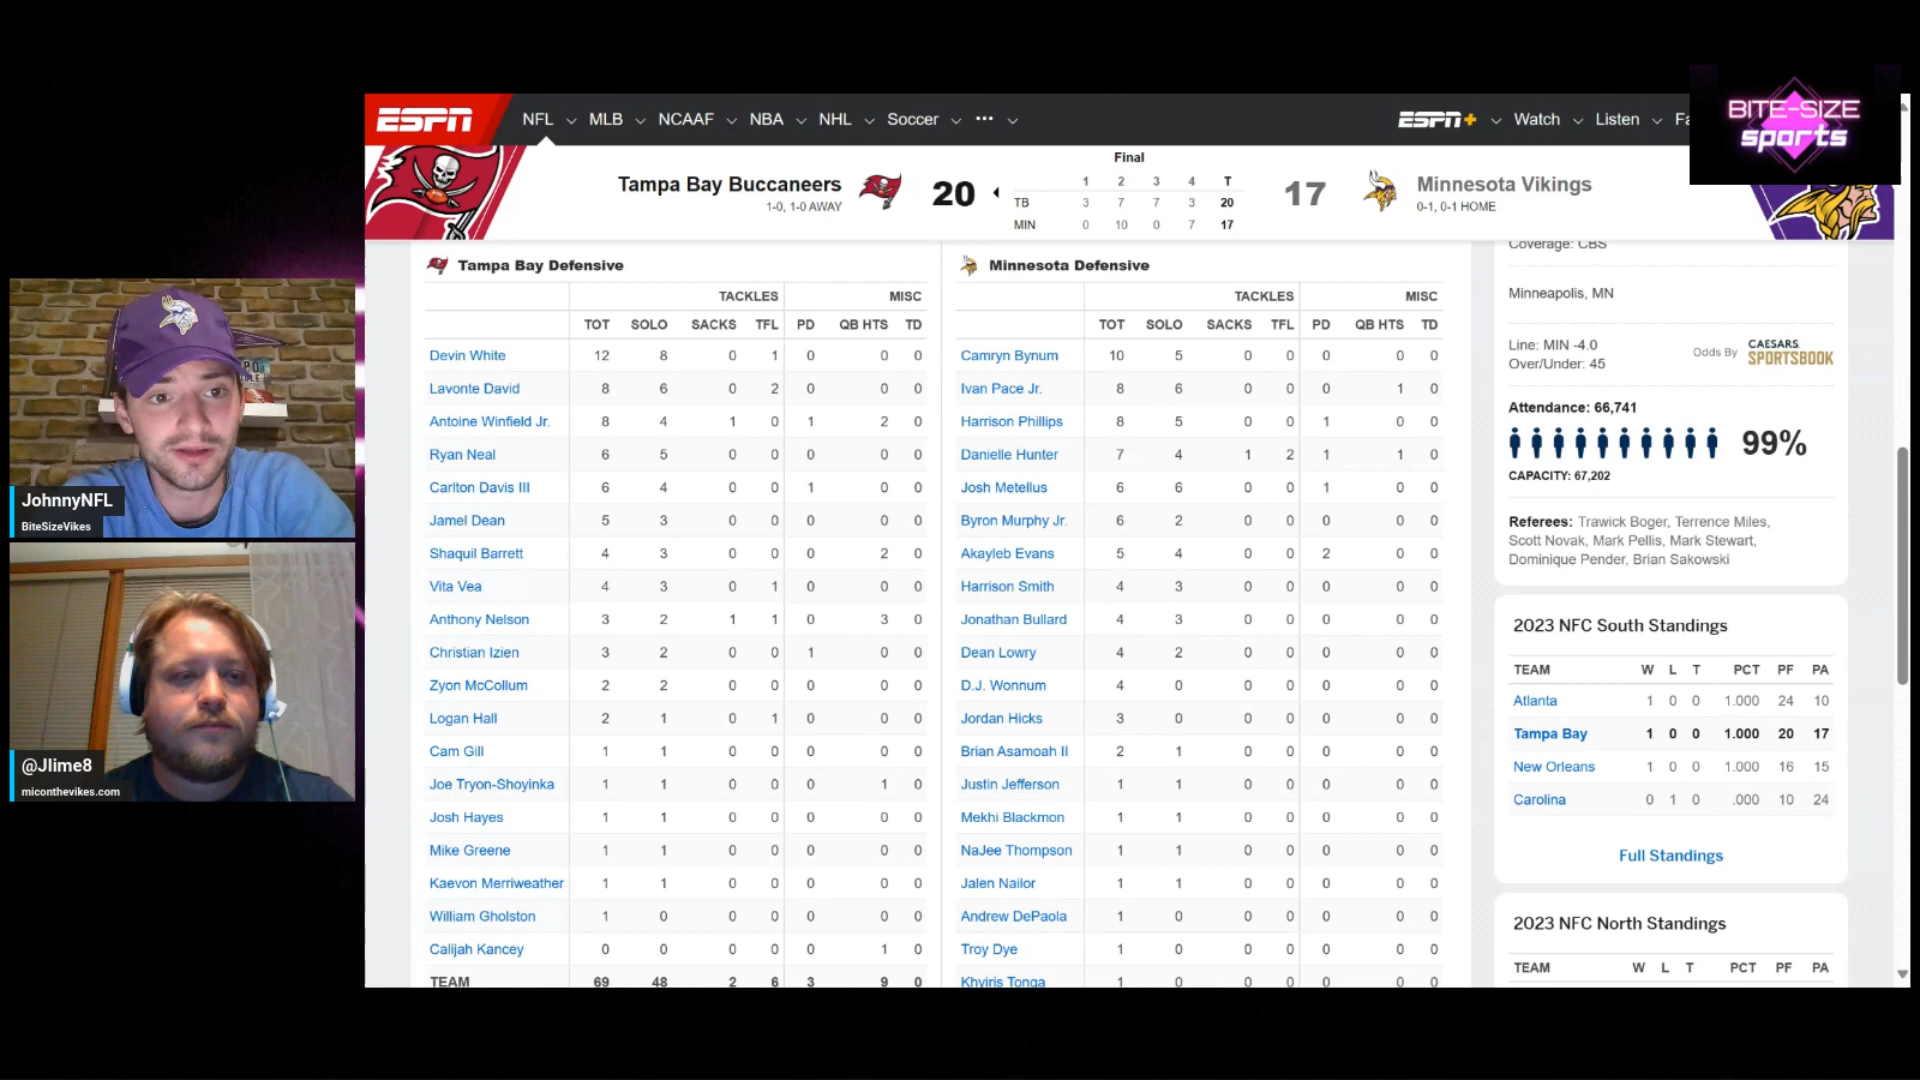 BITE-SIZE
sports
ESPN NFL MLB NCAAF NBA NHL Soccer ••• ESPN+ Watch Listen Fa
Final
Tampa Bay Buccaneers
1-0, 1-0 AWAY
20
1 2 3 4 T
TB 3 7 7 3 20
MIN 0 10 0 7 17
17
Minnesota Vikings
0-1, 0-1 HOME
Tampa Bay Defensive
TACKLES MISC
TOT SOLO SACKS TFL PD QB HTS TD
Devin White 12 8 0 1 0 0 0
Lavonte David 8 6 0 2 0 0 0
Antoine Winfield Jr. 8 4 1 0 1 2 0
Ryan Neal 6 5 0 0 0 0 0
Carlton Davis III 6 4 0 0 1 0 0
Jamel Dean 5 3 0 0 0 0 0
Shaquil Barrett 4 3 0 0 0 2 0
Vita Vea 4 3 0 1 0 0 0
Anthony Nelson 3 2 1 1 0 3 0
Christian Izien 3 2 0 0 1 0 0
Zyon McCollum 2 2 0 0 0 0 0
Logan Hall 2 1 0 1 0 0 0
Cam Gill 1 1 0 0 0 0 0
Joe Tryon-Shoyinka 1 1 0 0 0 1 0
Josh Hayes 1 1 0 0 0 0 0
Mike Greene 1 1 0 0 0 0 0
Kaevon Merriweather 1 1 0 0 0 0 0
William Gholston 1 0 0 0 0 0 0
Calijah Kancey 0 0 0 0 0 1 0
TEAM 69 48 2 6 3 9 0
Minnesota Defensive
TACKLES MISC
TOT SOLO SACKS TFL PD QB HTS TD
Camryn Bynum 10 5 0 0 0 0 0
Ivan Pace Jr. 8 6 0 0 0 1 0
Harrison Phillips 8 5 0 0 1 0 0
Danielle Hunter 7 4 1 2 1 1 0
Josh Metellus 6 6 0 0 1 0 0
Byron Murphy Jr. 6 2 0 0 0 0 0
Akayleb Evans 5 4 0 0 2 0 0
Harrison Smith 4 3 0 0 0 0 0
Jonathan Bullard 4 3 0 0 0 0 0
Dean Lowry 4 2 0 0 0 0 0
D.J. Wonnum 4 0 0 0 0 0 0
Jordan Hicks 3 0 0 0 0 0 0
Brian Asamoah II 2 1 0 0 0 0 0
Justin Jefferson 1 1 0 0 0 0 0
Mekhi Blackmon 1 1 0 0 0 0 0
NaJee Thompson 1 1 0 0 0 0 0
Jalen Nailor 1 1 0 0 0 0 0
Andrew DePaola 1 0 0 0 0 0 0
Troy Dye 1 0 0 0 0 0 0
Khyiris Tonga 1 0 0 0 0 0 0
Coverage: CBS
Minneapolis, MN
Line: MIN -4.0
Over/Under: 45
Odds By CAESARS
SPORTSBOOK
Attendance: 66,741
99%
CAPACITY: 67,202
Referees: Trawick Boger, Terrence Miles,
Scott Novak, Mark Pellis, Mark Stewart,
Dominique Pender, Brian Sakowski
2023 NFC South Standings
TEAM W L T PCT PF PA
Atlanta 1 0 0 1.000 24 10
Tampa Bay 1 0 0 1.000 20 17
New Orleans 1 0 0 1.000 16 15
Carolina 0 1 0 .000 10 24
Full Standings
2023 NFC North Standings
TEAM W L T PCT PF PA
JohnnyNFL
BiteSizeVikes
@Jlime8
miconthevikes.com